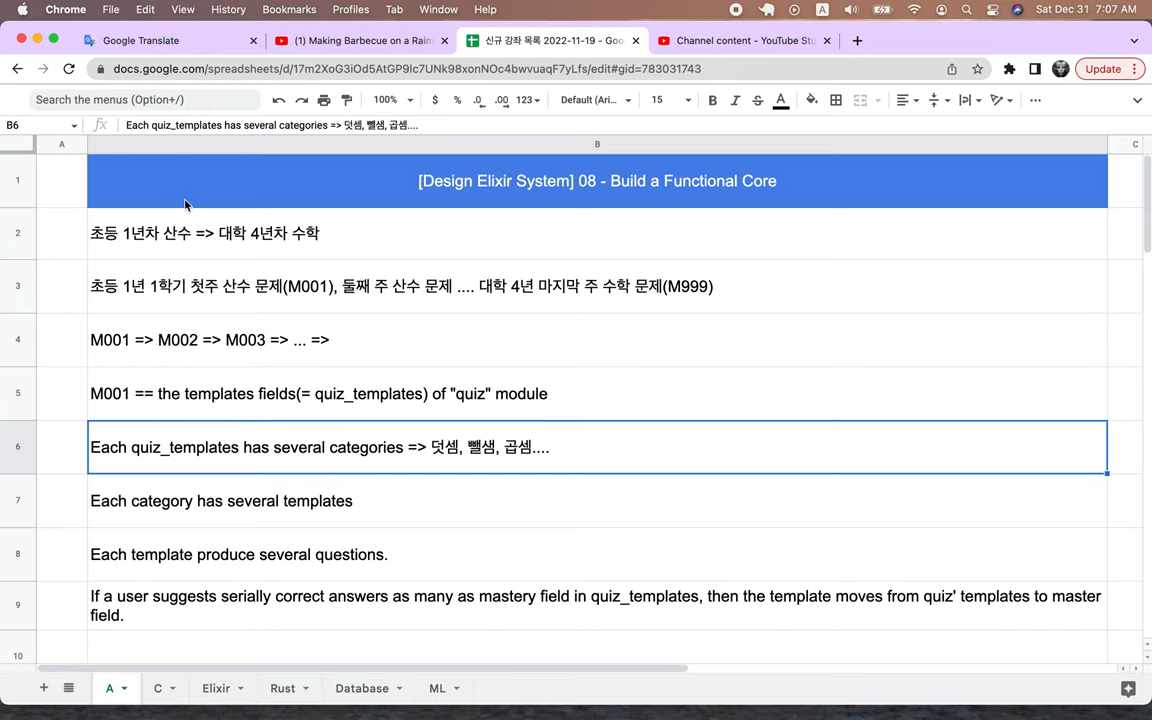 Chrome File Edit View History Bookmarks Profiles Tab Window Help
A
Sat Dec 31 7:07 AM
Google Translate
(1) Making Barbecue on a Rain
신규 강좌 목록 2022-11-19 - Goo
Channel content - YouTube Stu
docs.google.com/spreadsheets/d/17m2XoG3iOd5AtGP9lc7UNk98xonNOc4bwvuaqF7yLfs/edit#gid=783031743
Update
Search the menus (Option+/)
100%
$ % .0 .00 123
Default (Ari...
15
B I S A
B6
fx
Each quiz_templates has several categories => 덧셈, 뺄샘, 곱셈....
A B C
1 [Design Elixir System] 08 - Build a Functional Core
2 초등 1년차 산수 => 대학 4년차 수학
3 초등 1년 1학기 첫주 산수 문제(M001), 둘째 주 산수 문제 .... 대학 4년 마지막 주 수학 문제(M999)
4 M001 => M002 => M003 => ... =>
5 M001 == the templates fields(= quiz_templates) of "quiz" module
6 Each quiz_templates has several categories => 덧셈, 뺄샘, 곱셈....
7 Each category has several templates
8 Each template produce several questions.
9 If a user suggests serially correct answers as many as mastery field in quiz_templates, then the template moves from quiz' templates to master
field.
10
A C Elixir Rust Database ML